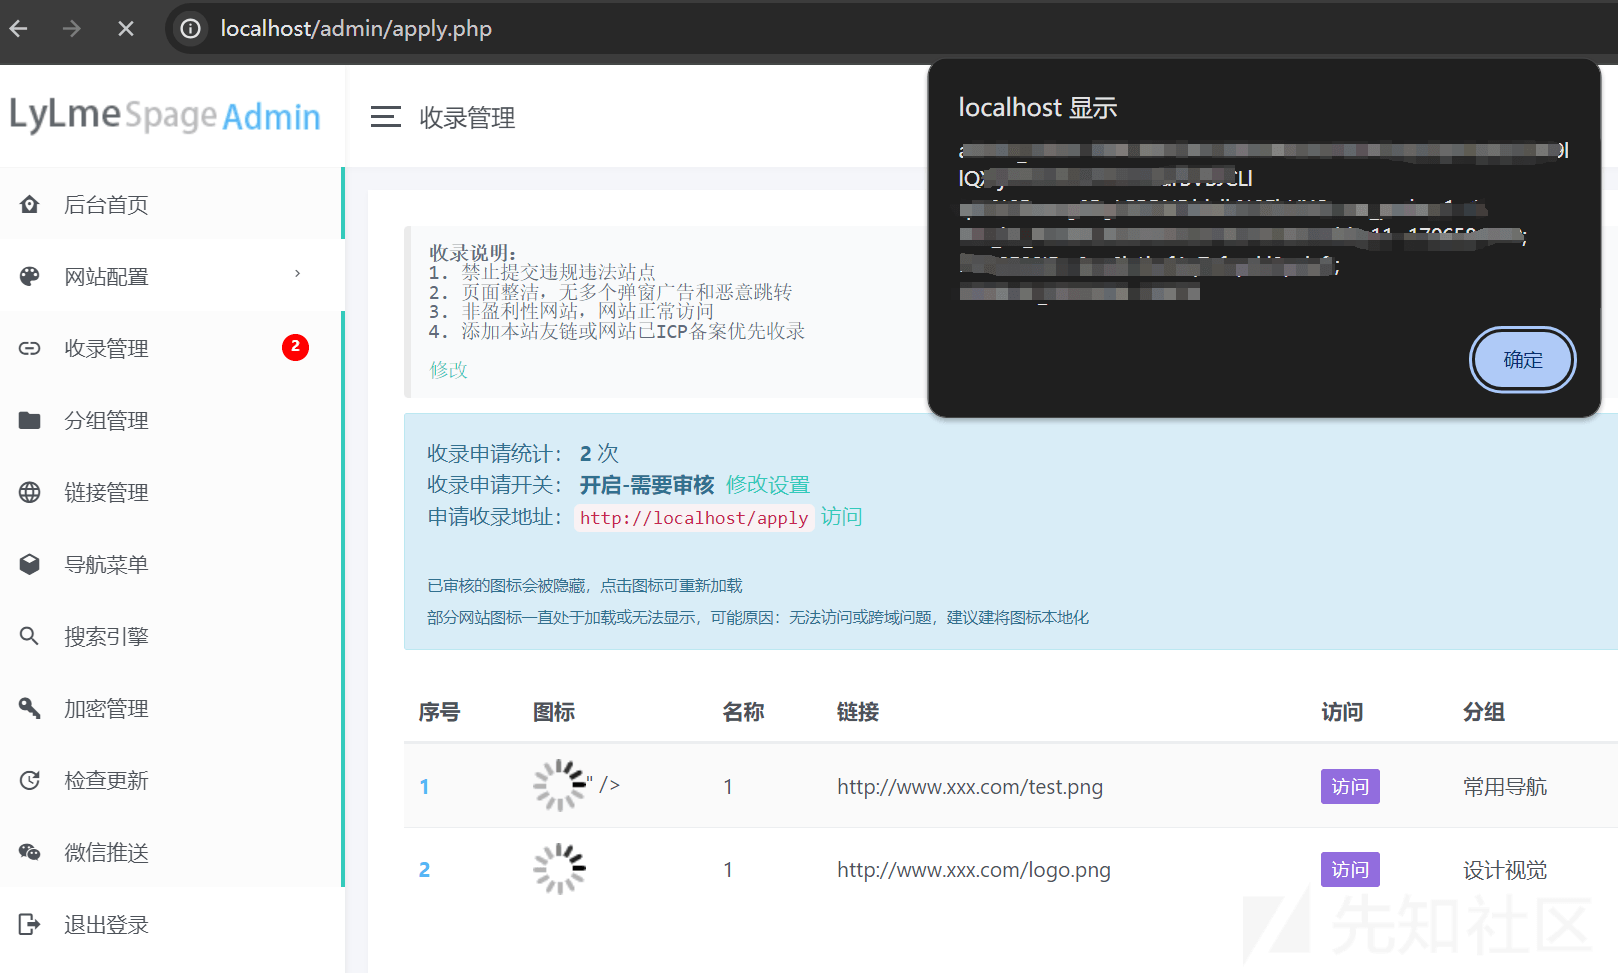 localhost/admin/apply.php
LyLme Spage Admin
收录管理
localhost 显示
确定
后台首页
网站配置
收录管理
2
分组管理
链接管理
导航菜单
搜索引擎
加密管理
检查更新
微信推送
退出登录
收录说明:
1. 禁止提交违规违法站点
2. 页面整洁，无多个弹窗广告和恶意跳转
3. 非盈利性网站，网站正常访问
4. 添加本站友链或网站已ICP备案优先收录
修改
收录申请统计： 2 次
收录申请开关： 开启-需要审核 修改设置
申请收录地址： http://localhost/apply 访问
已审核的图标会被隐藏，点击图标可重新加载
部分网站图标一直处于加载或无法显示，可能原因：无法访问或跨域问题，建议建将图标本地化
序号 图标 名称 链接 访问 分组
1 " /> 1 http://www.xxx.com/test.png 访问 常用导航
2 1 http://www.xxx.com/logo.png 访问 设计视觉
先知社区